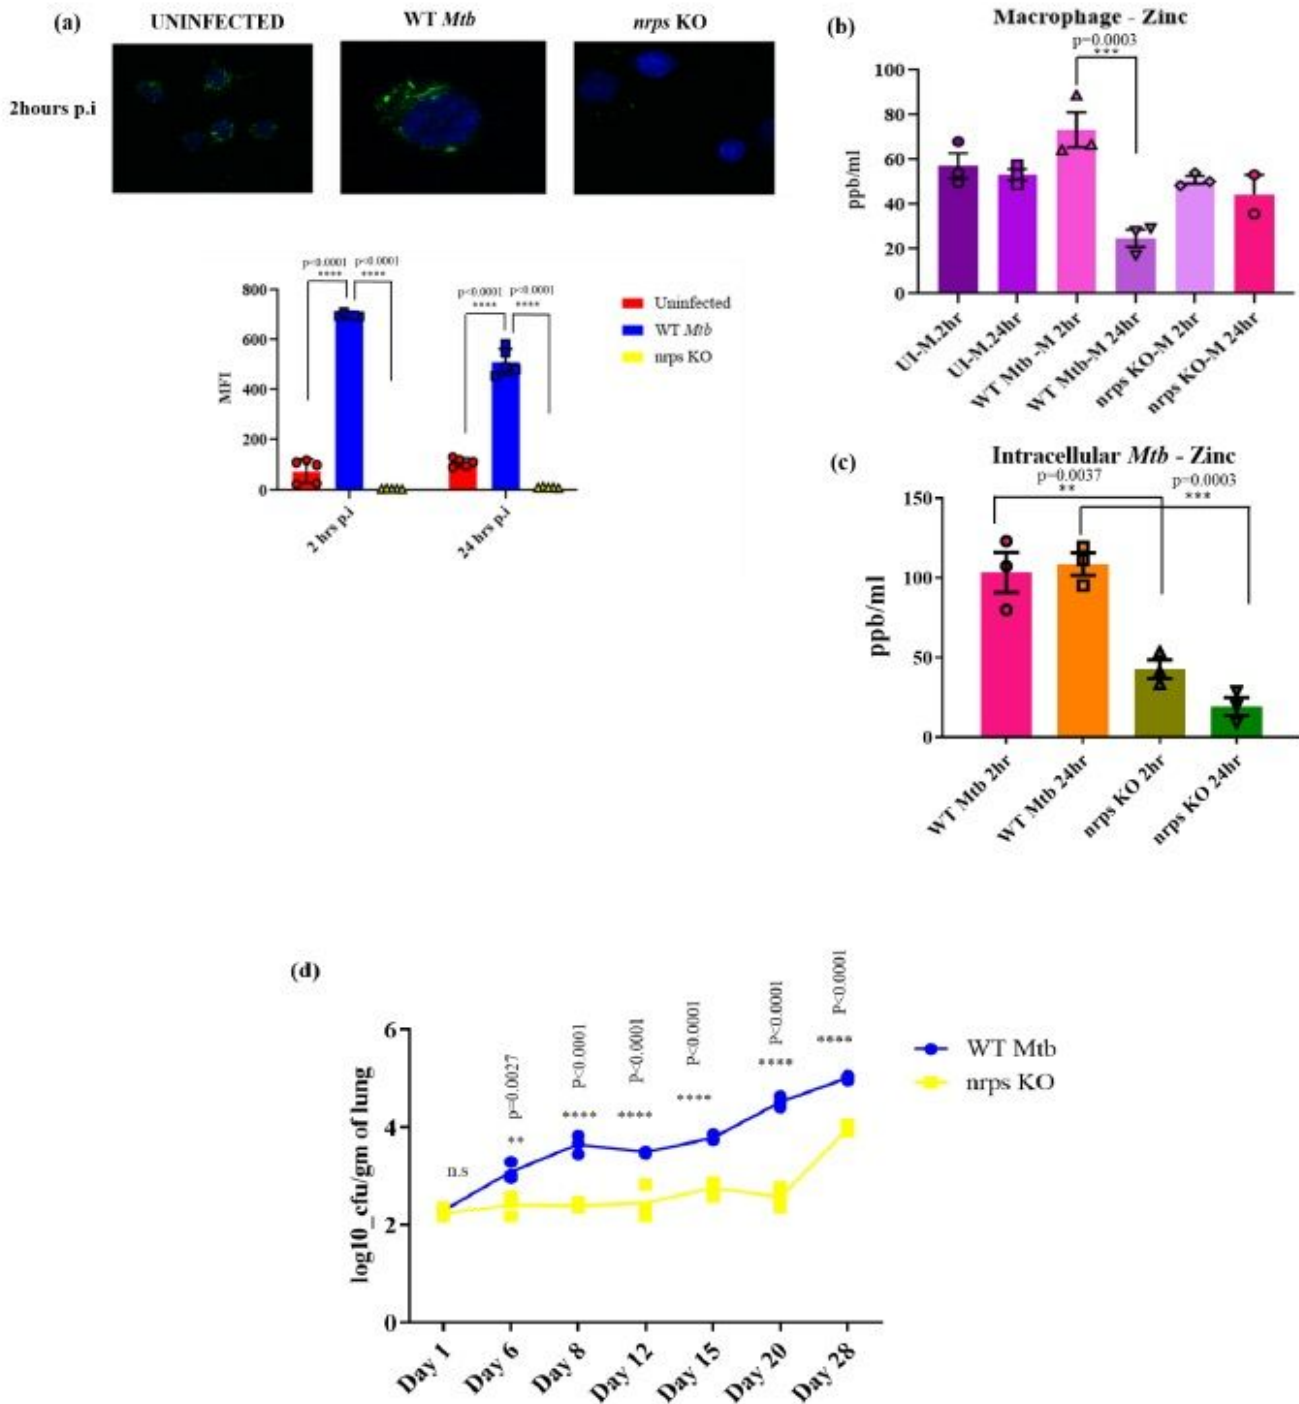 (a)
UNINFECTED
WT Mtb
nrps KO
2hours p.i
p<0.0001
****
p<0.0001
****
p<0.0001
****
p<0.0001
****
800
600
400
200
0
MFI
2 hrs p.i
24 hrs p.i
Uninfected
WT Mtb
nrps KO
(b)
Macrophage - Zinc
p=0.0003
***
100
80
60
40
20
0
ppb/ml
UI-M.2hr
UI-M.24hr
WT Mtb -M 2hr
WT Mtb-M 24hr
nrps KO-M 2hr
nrps KO-M 24hr
(c)
Intracellular Mtb - Zinc
p=0.0037
**
p=0.0003
***
150
100
50
0
ppb/ml
WT Mtb 2hr
WT Mtb 24hr
nrps KO 2hr
nrps KO 24hr
(d)
6
4
2
0
log10_cfu/gm of lung
n.s
**
p=0.0027
****
P<0.0001
****
P<0.0001
****
P<0.0001
****
P<0.0001
****
P<0.0001
Day 1
Day 6
Day 8
Day 12
Day 15
Day 20
Day 28
WT Mtb
nrps KO